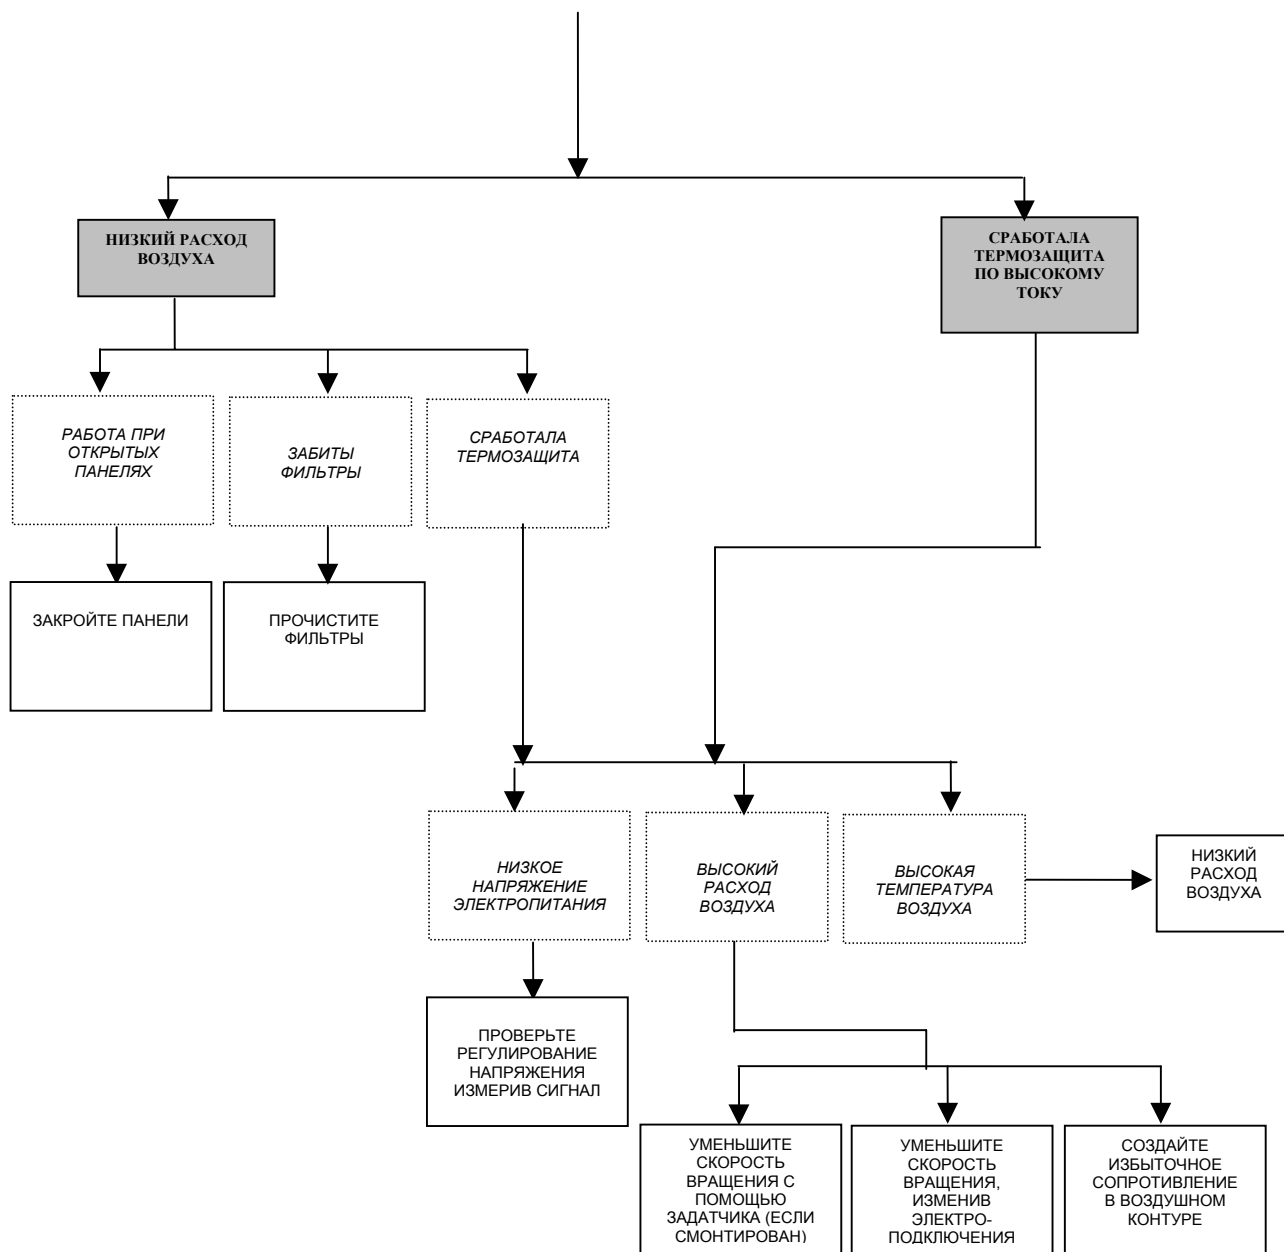 НИЗКИЙ РАСХОД
ВОЗДУХА
СРАБОТАЛА
ТЕРМОЗАЩИТА
ПО ВЫСОКОМУ
ТОКУ
РАБОТА ПРИ
ОТКРЫТЫХ
ПАНЕЛЯХ
ЗАБИТЫ
ФИЛЬТРЫ
СРАБОТАЛА
ТЕРМОЗАЩИТА
ЗАКРОЙТЕ ПАНЕЛИ
ПРОЧИСТИТЕ
ФИЛЬТРЫ
НИЗКОЕ
НАПРЯЖЕНИЕ
ЭЛЕКТРОПИТАНИЯ
ВЫСОКИЙ
РАСХОД
ВОЗДУХА
ВЫСОКАЯ
ТЕМПЕРАТУРА
ВОЗДУХА
НИЗКИЙ
РАСХОД
ВОЗДУХА
ПРОВЕРЬТЕ
РЕГУЛИРОВАНИЕ
НАПРЯЖЕНИЯ
ИЗМЕРИВ СИГНАЛ
УМЕНЬШИТЕ
СКОРОСТЬ
ВРАЩЕНИЯ С
ПОМОЩЬЮ
ЗАДАТЧИКА (ЕСЛИ
СМОНТИРОВАН)
УМЕНЬШИТЕ
СКОРОСТЬ
ВРАЩЕНИЯ,
ИЗМЕНИВ
ЭЛЕКТРО-
ПОДКЛЮЧЕНИЯ
СОЗДАЙТЕ
ИЗБЫТОЧНОЕ
СОПРОТИВЛЕНИЕ
В ВОЗДУШНОМ
КОНТУРЕ